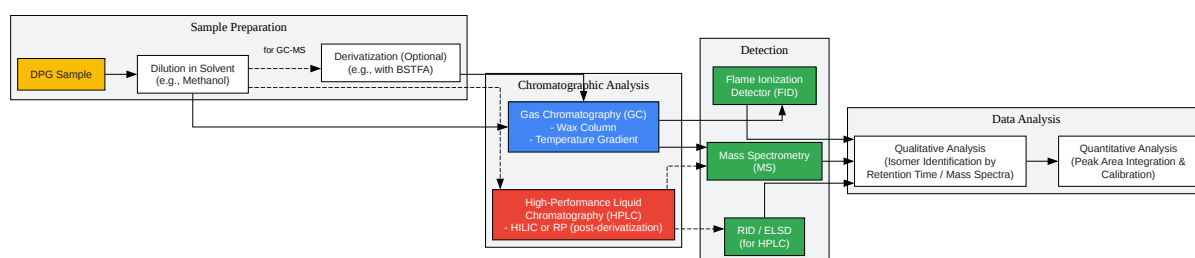 Sample Preparation
DPG Sample
Dilution in Solvent
(e.g., Methanol)
for GC-MS
Derivatization (Optional)
(e.g., with BSTFA)
Chromatographic Analysis
Gas Chromatography (GC)
- Wax Column
- Temperature Gradient
High-Performance Liquid
Chromatography (HPLC)
- HILIC or RP (post-derivatization)
Detection
Flame Ionization
Detector (FID)
Mass Spectrometry
(MS)
RID / ELSD
(for HPLC)
Data Analysis
Qualitative Analysis
(Isomer Identification by
Retention Time / Mass Spectra)
Quantitative Analysis
(Peak Area Integration &
Calibration)